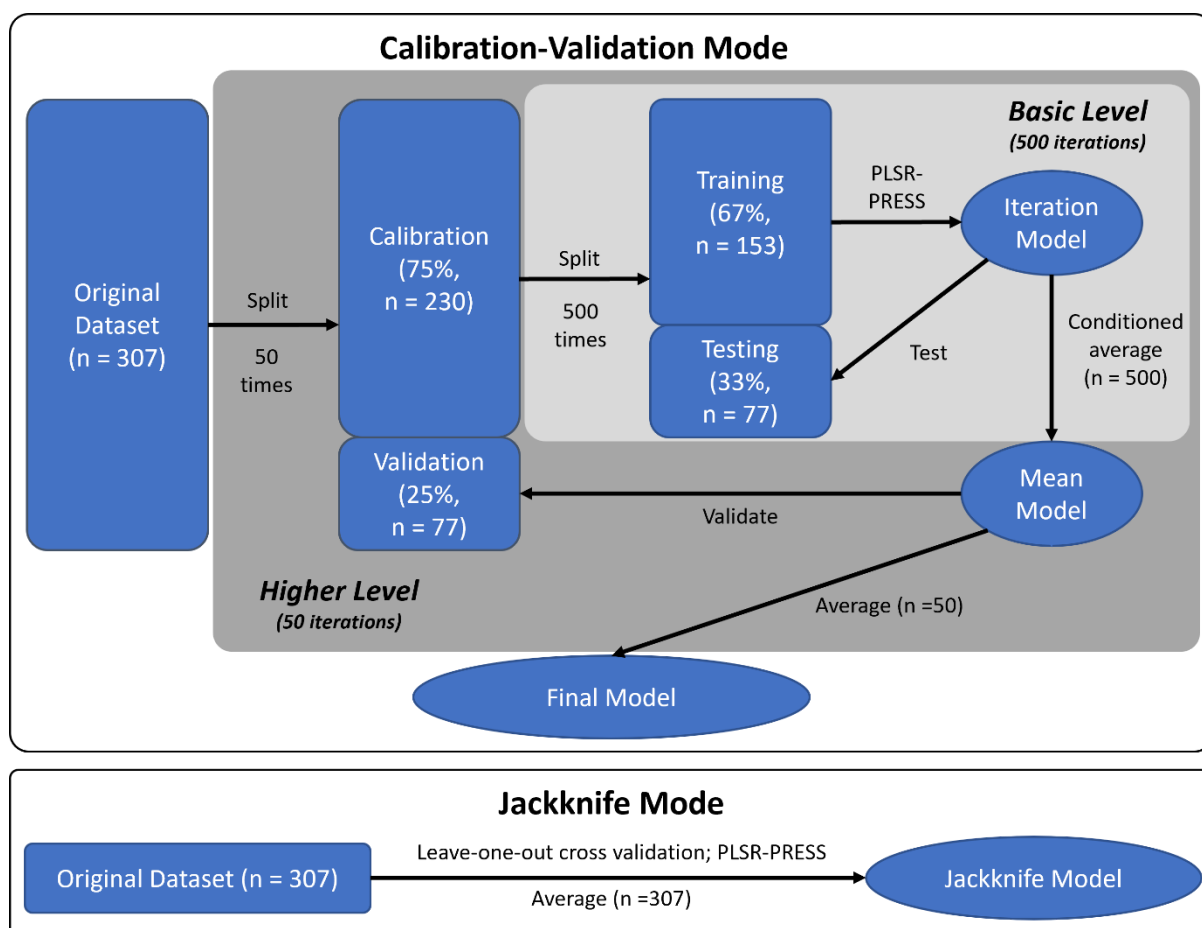 Calibration-Validation Mode
Original
Dataset
(n = 307)
Split
50
times
Calibration
(75%,
n = 230)
Validation
(25%,
n = 77)
Split
500
times
Training
(67%,
n = 153)
Testing
(33%,
n = 77)
PLSR-
PRESS
Basic Level
(500 iterations)
Iteration
Model
Test
Conditioned
average
(n = 500)
Mean
Model
Validate
Higher Level
(50 iterations)
Average (n =50)
Final Model
Jackknife Mode
Original Dataset (n = 307)
Leave-one-out cross validation; PLSR-PRESS
Average (n =307)
Jackknife Model